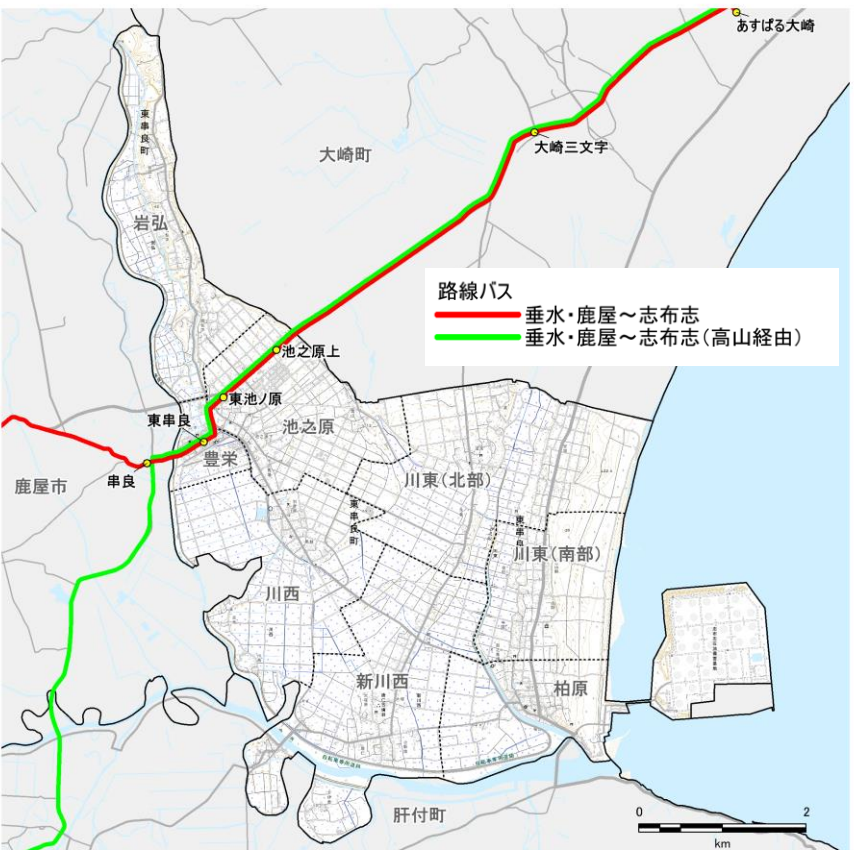 あすぱる大崎
大崎三文字
大崎町
東串良町
岩弘
路線バス
垂水・鹿屋～志布志
垂水・鹿屋～志布志(高山経由)
池之原上
東池ノ原
東串良
池之原
豊栄
串良
鹿屋市
川東(北部)
東串良町
川東(南部)
川西
新川西
柏原
肝付町
0 2
km